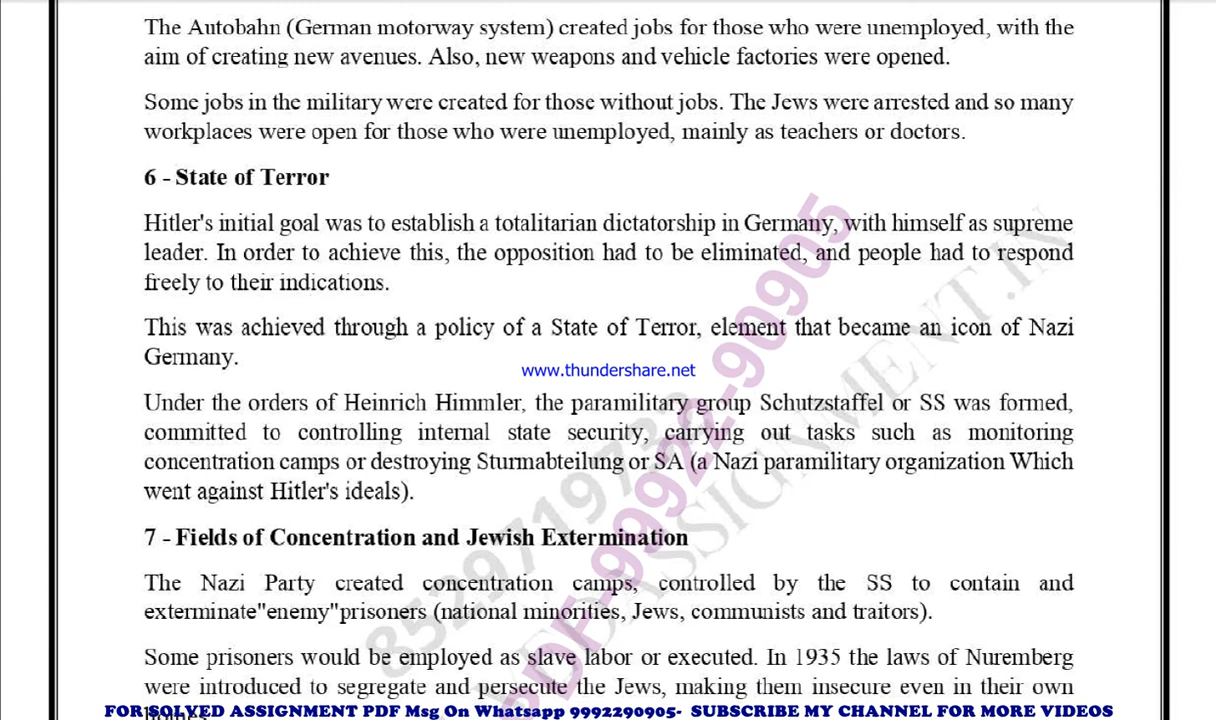 The Autobahn (German motorway system) created jobs for those who were unemployed, with the
aim of creating new avenues. Also, new weapons and vehicle factories were opened.
Some jobs in the military were created for those without jobs. The Jews were arrested and so many
workplaces were open for those who were unemployed, mainly as teachers or doctors.
6 - State of Terror
Hitler's initial goal was to establish a totalitarian dictatorship in Germany, with himself as supreme
leader. In order to achieve this, the opposition had to be eliminated, and people had to respond
freely to their indications.
This was achieved through a policy of a State of Terror, element that became an icon of Nazi
Germany.
www.thundershare.net
Under the orders of Heinrich Himmler, the paramilitary group Schutzstaffel or SS was formed,
committed to controlling internal state security, carrying out tasks such as monitoring
concentration camps or destroying Sturmabteilung or SA (a Nazi paramilitary organization Which
went against Hitler's ideals).
7 - Fields of Concentration and Jewish Extermination
The Nazi Party created concentration camps, controlled by the SS to contain and
exterminate"enemy"prisoners (national minorities, Jews, communists and traitors).
Some prisoners would be employed as slave labor or executed. In 1935 the laws of Nuremberg
were introduced to segregate and persecute the Jews, making them insecure even in their own
homes
FOR SOLVED ASSIGNMENT PDF Msg On Whatsapp 9992290905- SUBSCRIBE MY CHANNEL FOR MORE VIDEOS
PDF-99922-90905
ASSIGNMENT.IN